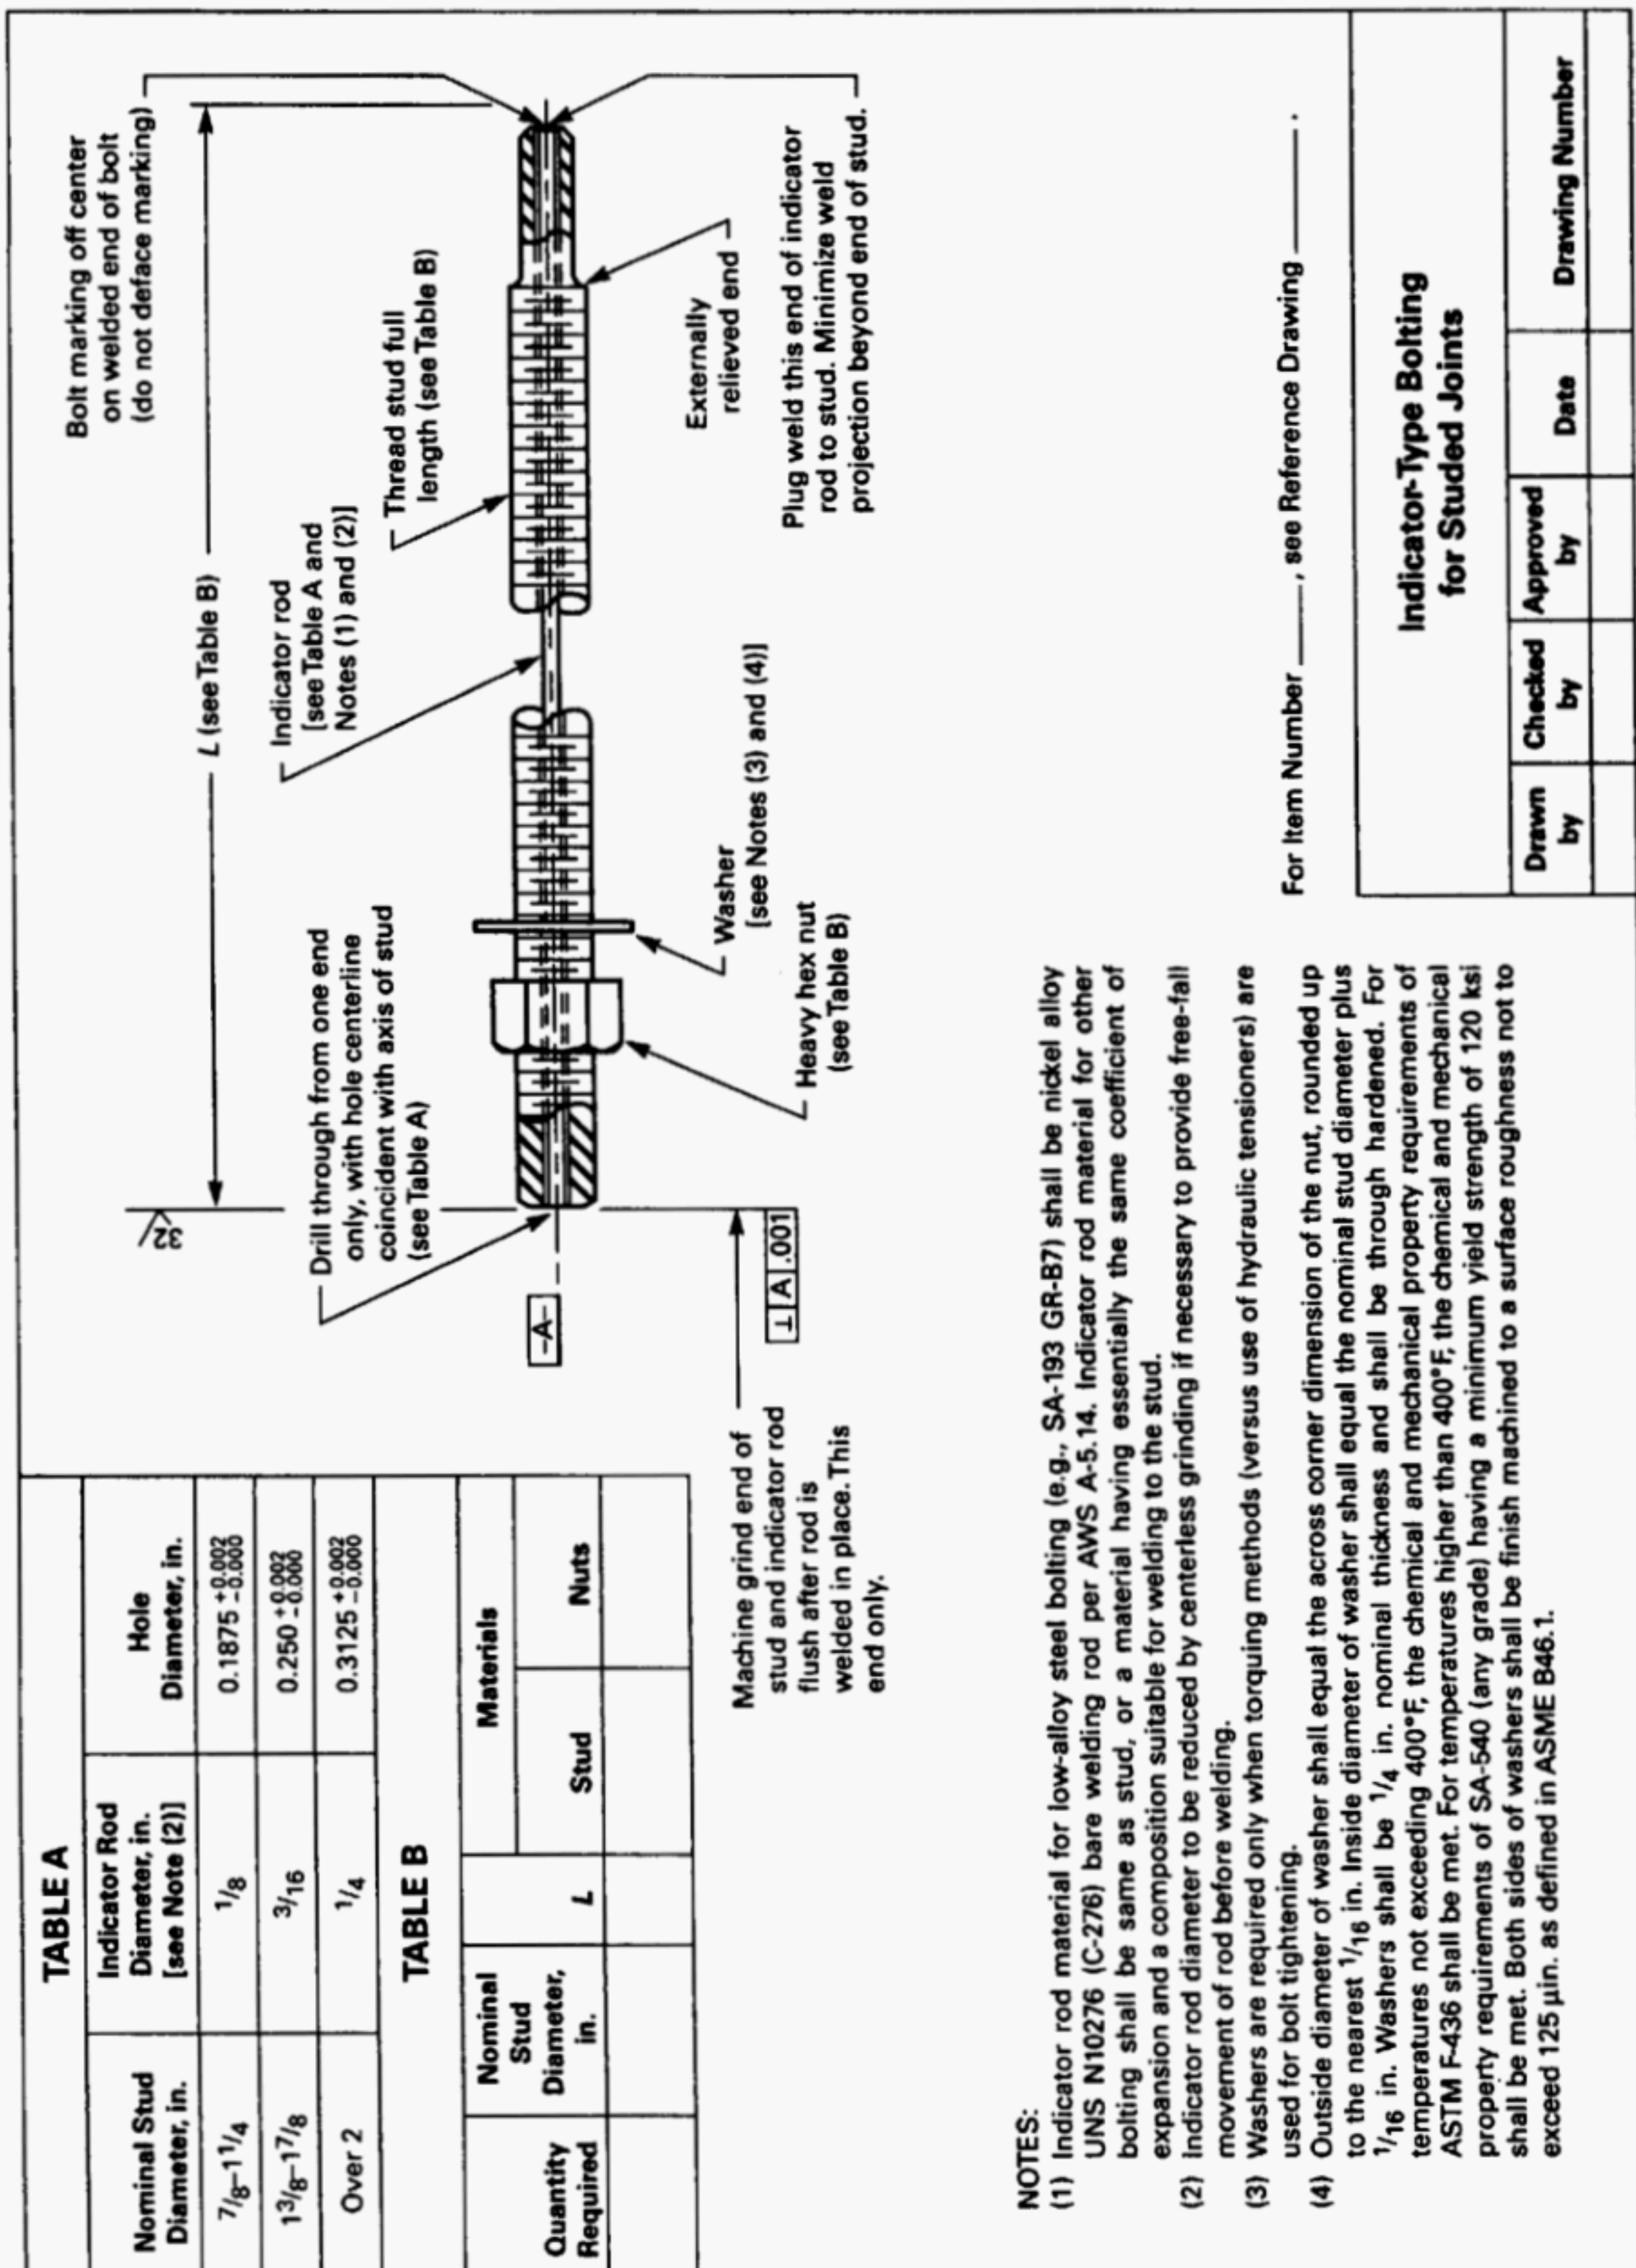 TABLE A
Nominal Stud
Diameter, in.
Indicator Rod
Diameter, in.
[see Note (2)]
Hole
Diameter, in.
7/8–1 1/4
1/8
0.1875 +0.002 −0.000
1 3/8–1 7/8
3/16
0.250 +0.002 −0.000
Over 2
1/4
0.3125 +0.002 −0.000
TABLE B
Quantity
Required
Nominal
Stud
Diameter,
in.
L
Materials
Stud
Nuts
Bolt marking off center
on welded end of bolt
(do not deface marking)
32
L (see Table B)
Indicator rod
[see Table A and
Notes (1) and (2)]
Thread stud full
length (see Table B)
Drill through from one end
only, with hole centerline
coincident with axis of stud
(see Table A)
-A-
Externally
relieved end
Washer
[see Notes (3) and (4)]
Heavy hex nut
(see Table B)
Plug weld this end of indicator
rod to stud. Minimize weld
projection beyond end of stud.
⊥ A .001
Machine grind end of
stud and indicator rod
flush after rod is
welded in place. This
end only.
NOTES:
(1) Indicator rod material for low-alloy steel bolting (e.g., SA-193 GR-B7) shall be nickel alloy
UNS N10276 (C-276) bare welding rod per AWS A-5.14. Indicator rod material for other
bolting shall be same as stud, or a material having essentially the same coefficient of
expansion and a composition suitable for welding to the stud.
(2) Indicator rod diameter to be reduced by centerless grinding if necessary to provide free-fall
movement of rod before welding.
(3) Washers are required only when torquing methods (versus use of hydraulic tensioners) are
used for bolt tightening.
(4) Outside diameter of washer shall equal the across corner dimension of the nut, rounded up
to the nearest 1/16 in. Inside diameter of washer shall equal the nominal stud diameter plus
1/16 in. Washers shall be 1/4 in. nominal thickness and shall be through hardened. For
temperatures not exceeding 400°F, the chemical and mechanical property requirements of
ASTM F-436 shall be met. For temperatures higher than 400°F, the chemical and mechanical
property requirements of SA-540 (any grade) having a minimum yield strength of 120 ksi
shall be met. Both sides of washers shall be finish machined to a surface roughness not to
exceed 125 μin. as defined in ASME B46.1.
For Item Number ____, see Reference Drawing ________.
Indicator-Type Bolting
for Studed Joints
Drawn
by
Checked
by
Approved
by
Date
Drawing Number